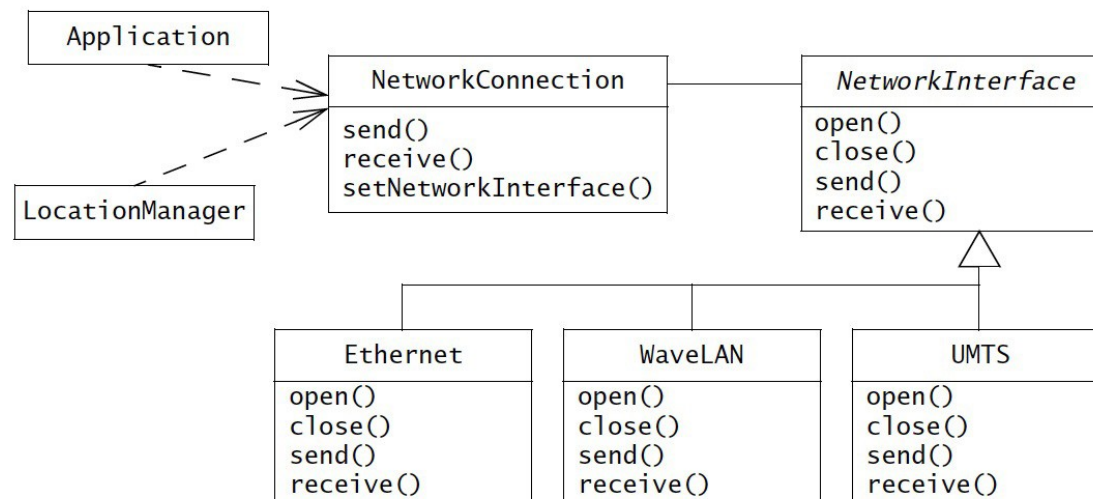 Application
NetworkConnection
send()
receive()
setNetworkInterface()
NetworkInterface
open()
close()
send()
receive()
LocationManager
Ethernet
open()
close()
send()
receive()
WaveLAN
open()
close()
send()
receive()
UMTS
open()
close()
send()
receive()